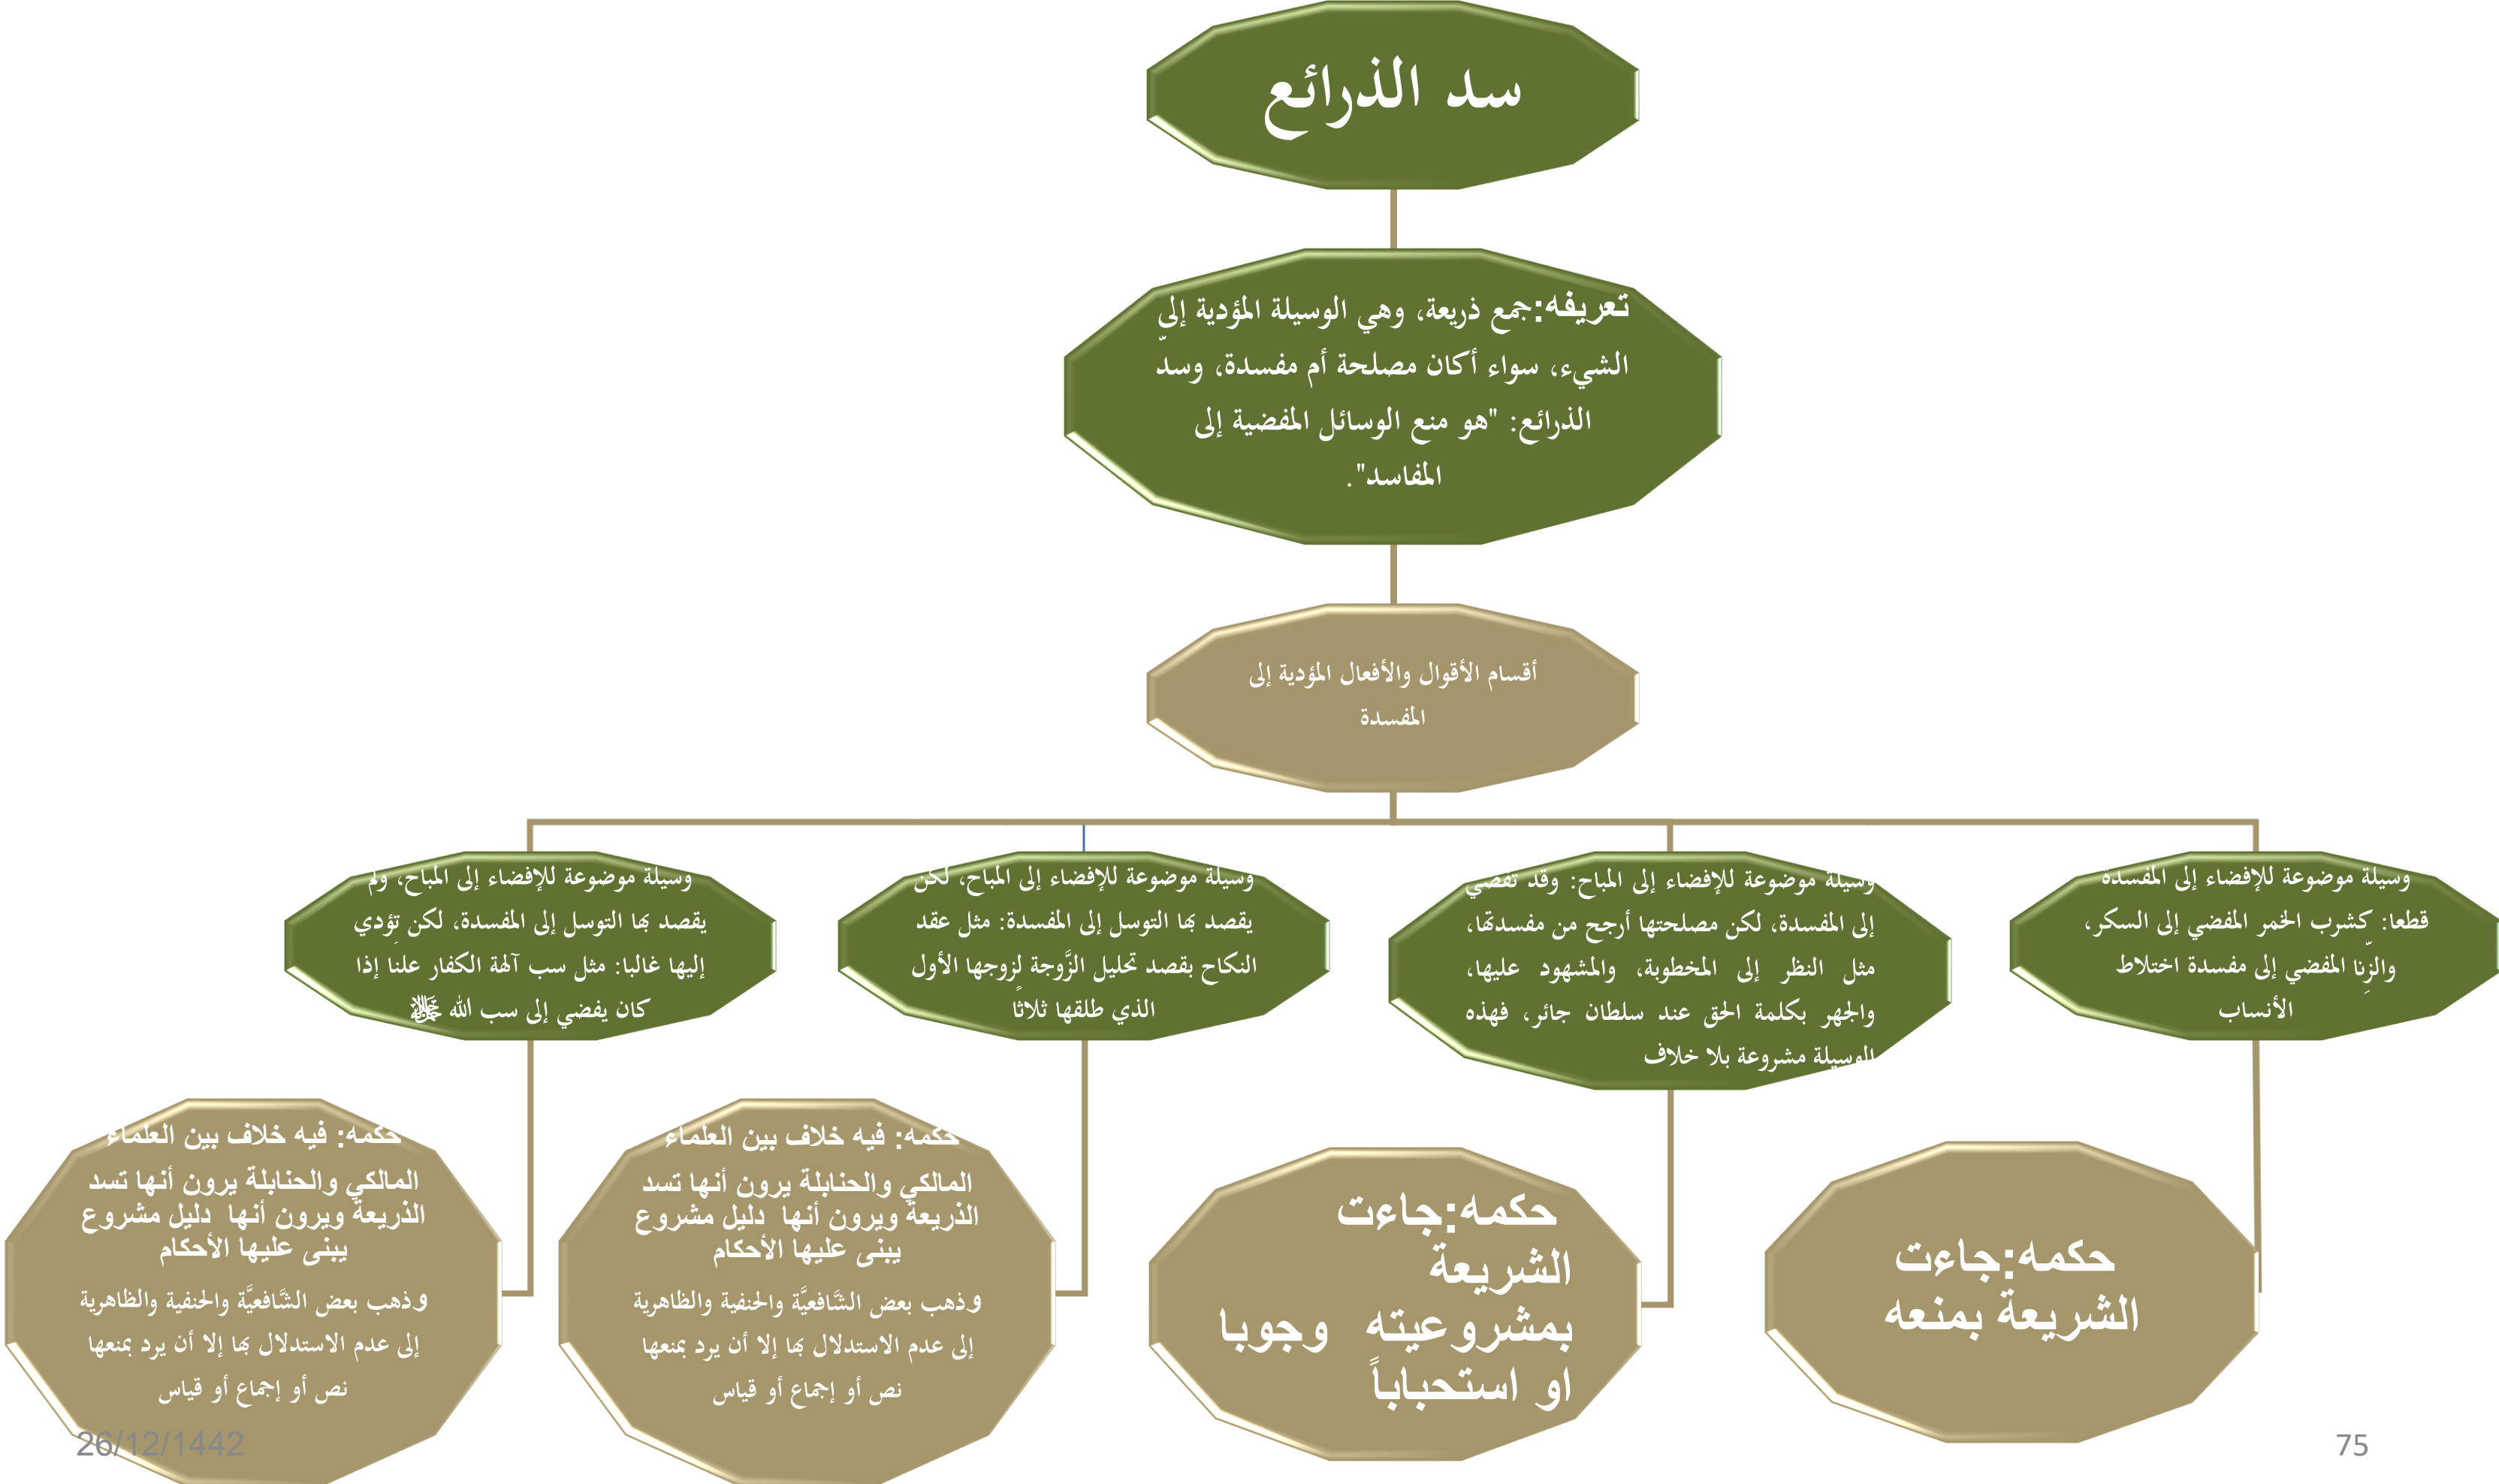 سد الذرائع
تعريفه:جمع ذريعة، وهي الوسيلة المؤدية إلى
الشيء، سواء أكان مصلحة أم مفسدة، وسدّ
الذرائع: "هو منع الوسائل المفضية إلى
المفاسد".
أقسام الأقوال والأفعال المؤدية إلى
المفسدة
وسيلة موضوعة للإفضاء إلى المفسدة
قطعا: كشرب الخمر المفضي إلى السكر،
والزِّنا المفضي إلى مفسدة اختلاط
الأنساب
وسيلة موضوعة للإفضاء إلى المباح: وقد تفضي
إلى المفسدة، لكن مصلحتها أرجح من مفسدتها،
مثل النظر إلى المخطوبة، والمشهود عليها،
والجهر بكلمة الحق عند سلطان جائر، فهذه
الوسيلة مشروعة بلا خلاف
وسيلة موضوعة للإفضاء إلى المباح، لكن
يقصد بها التوسل إلى المفسدة: مثل عقد
النكاح بقصد تحليل الزَّوجة لِزوجها الأول
الذي طلقها ثلاثًا
وسيلة موضوعة للإفضاء إلى المباح، ولم
يقصد بها التوسل إلى المفسدة، لكن تؤدي
إليها غالبا: مثل سب آلهة الكفار علنا إذا
كان يفضي إلى سب الله ﷻ
حكمه:جاءت
الشريعة بمنعه
حكمه:جاءت
الشريعة
بمشروعيته وجوبا
او استحباباً
حكمه: فيه خلاف بين العلماء
المالكي والحنابلة يرون أنها تسد
الذريعة ويرون أنها دليل مشروع
يبنى عليها الأحكام
وذهب بعض الشَّافعيَّة والحنفية والظاهرية
إلى عدم الاستدلال بها إلا أن يرد بمنعها
نص أو إجماع أو قياس
حكمه: فيه خلاف بين العلماء
المالكي والحنابلة يرون أنها تسد
الذريعة ويرون أنها دليل مشروع
يبنى عليها الأحكام
وذهب بعض الشَّافعيَّة والحنفية والظاهرية
إلى عدم الاستدلال بها إلا أن يرد بمنعها
نص أو إجماع أو قياس
26/12/1442
75